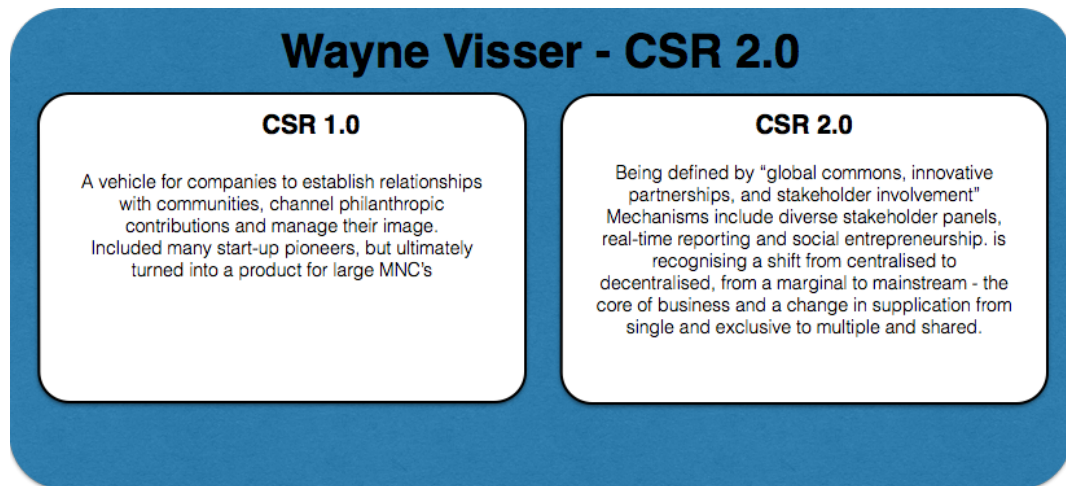 Wayne Visser - CSR 2.0
CSR 1.0
A vehicle for companies to establish relationships
with communities, channel philanthropic
contributions and manage their image.
Included many start-up pioneers, but ultimately
turned into a product for large MNC's
CSR 2.0
Being defined by “global commons, innovative
partnerships, and stakeholder involvement”
Mechanisms include diverse stakeholder panels,
real-time reporting and social entrepreneurship. is
recognising a shift from centralised to
decentralised, from a marginal to mainstream - the
core of business and a change in supplication from
single and exclusive to multiple and shared.